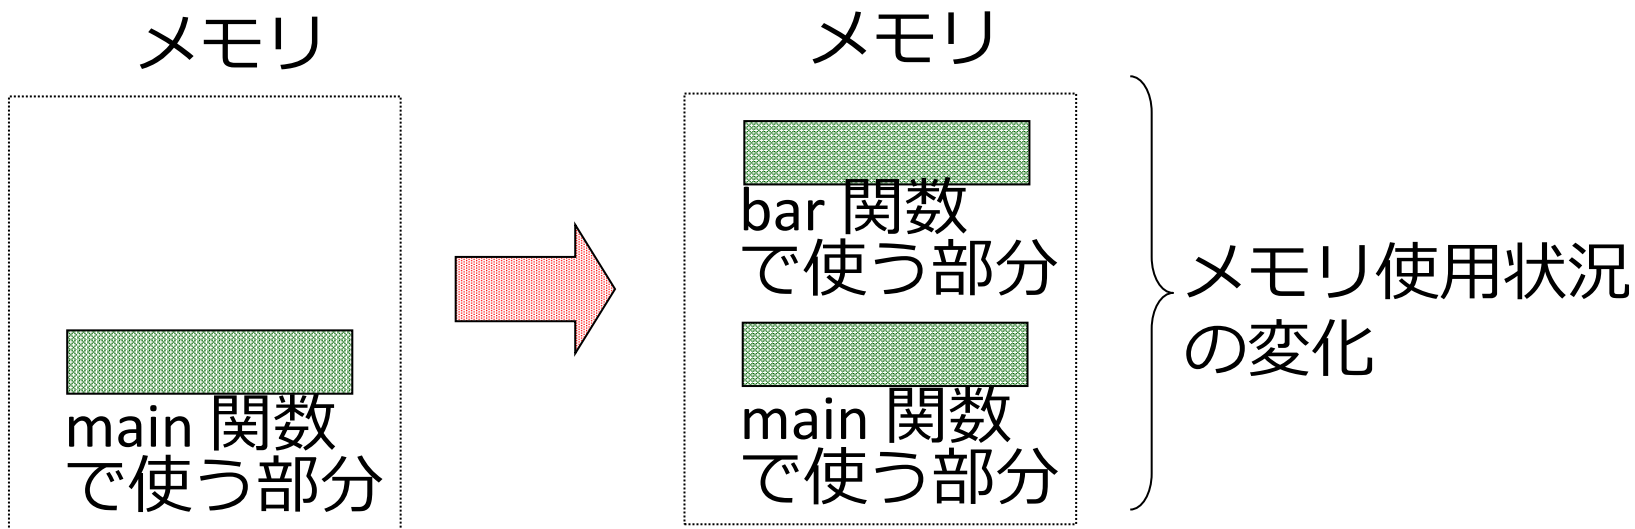 メモリ
main 関数
で使う部分
メモリ
bar 関数
で使う部分
main 関数
で使う部分
メモリ使用状況
の変化